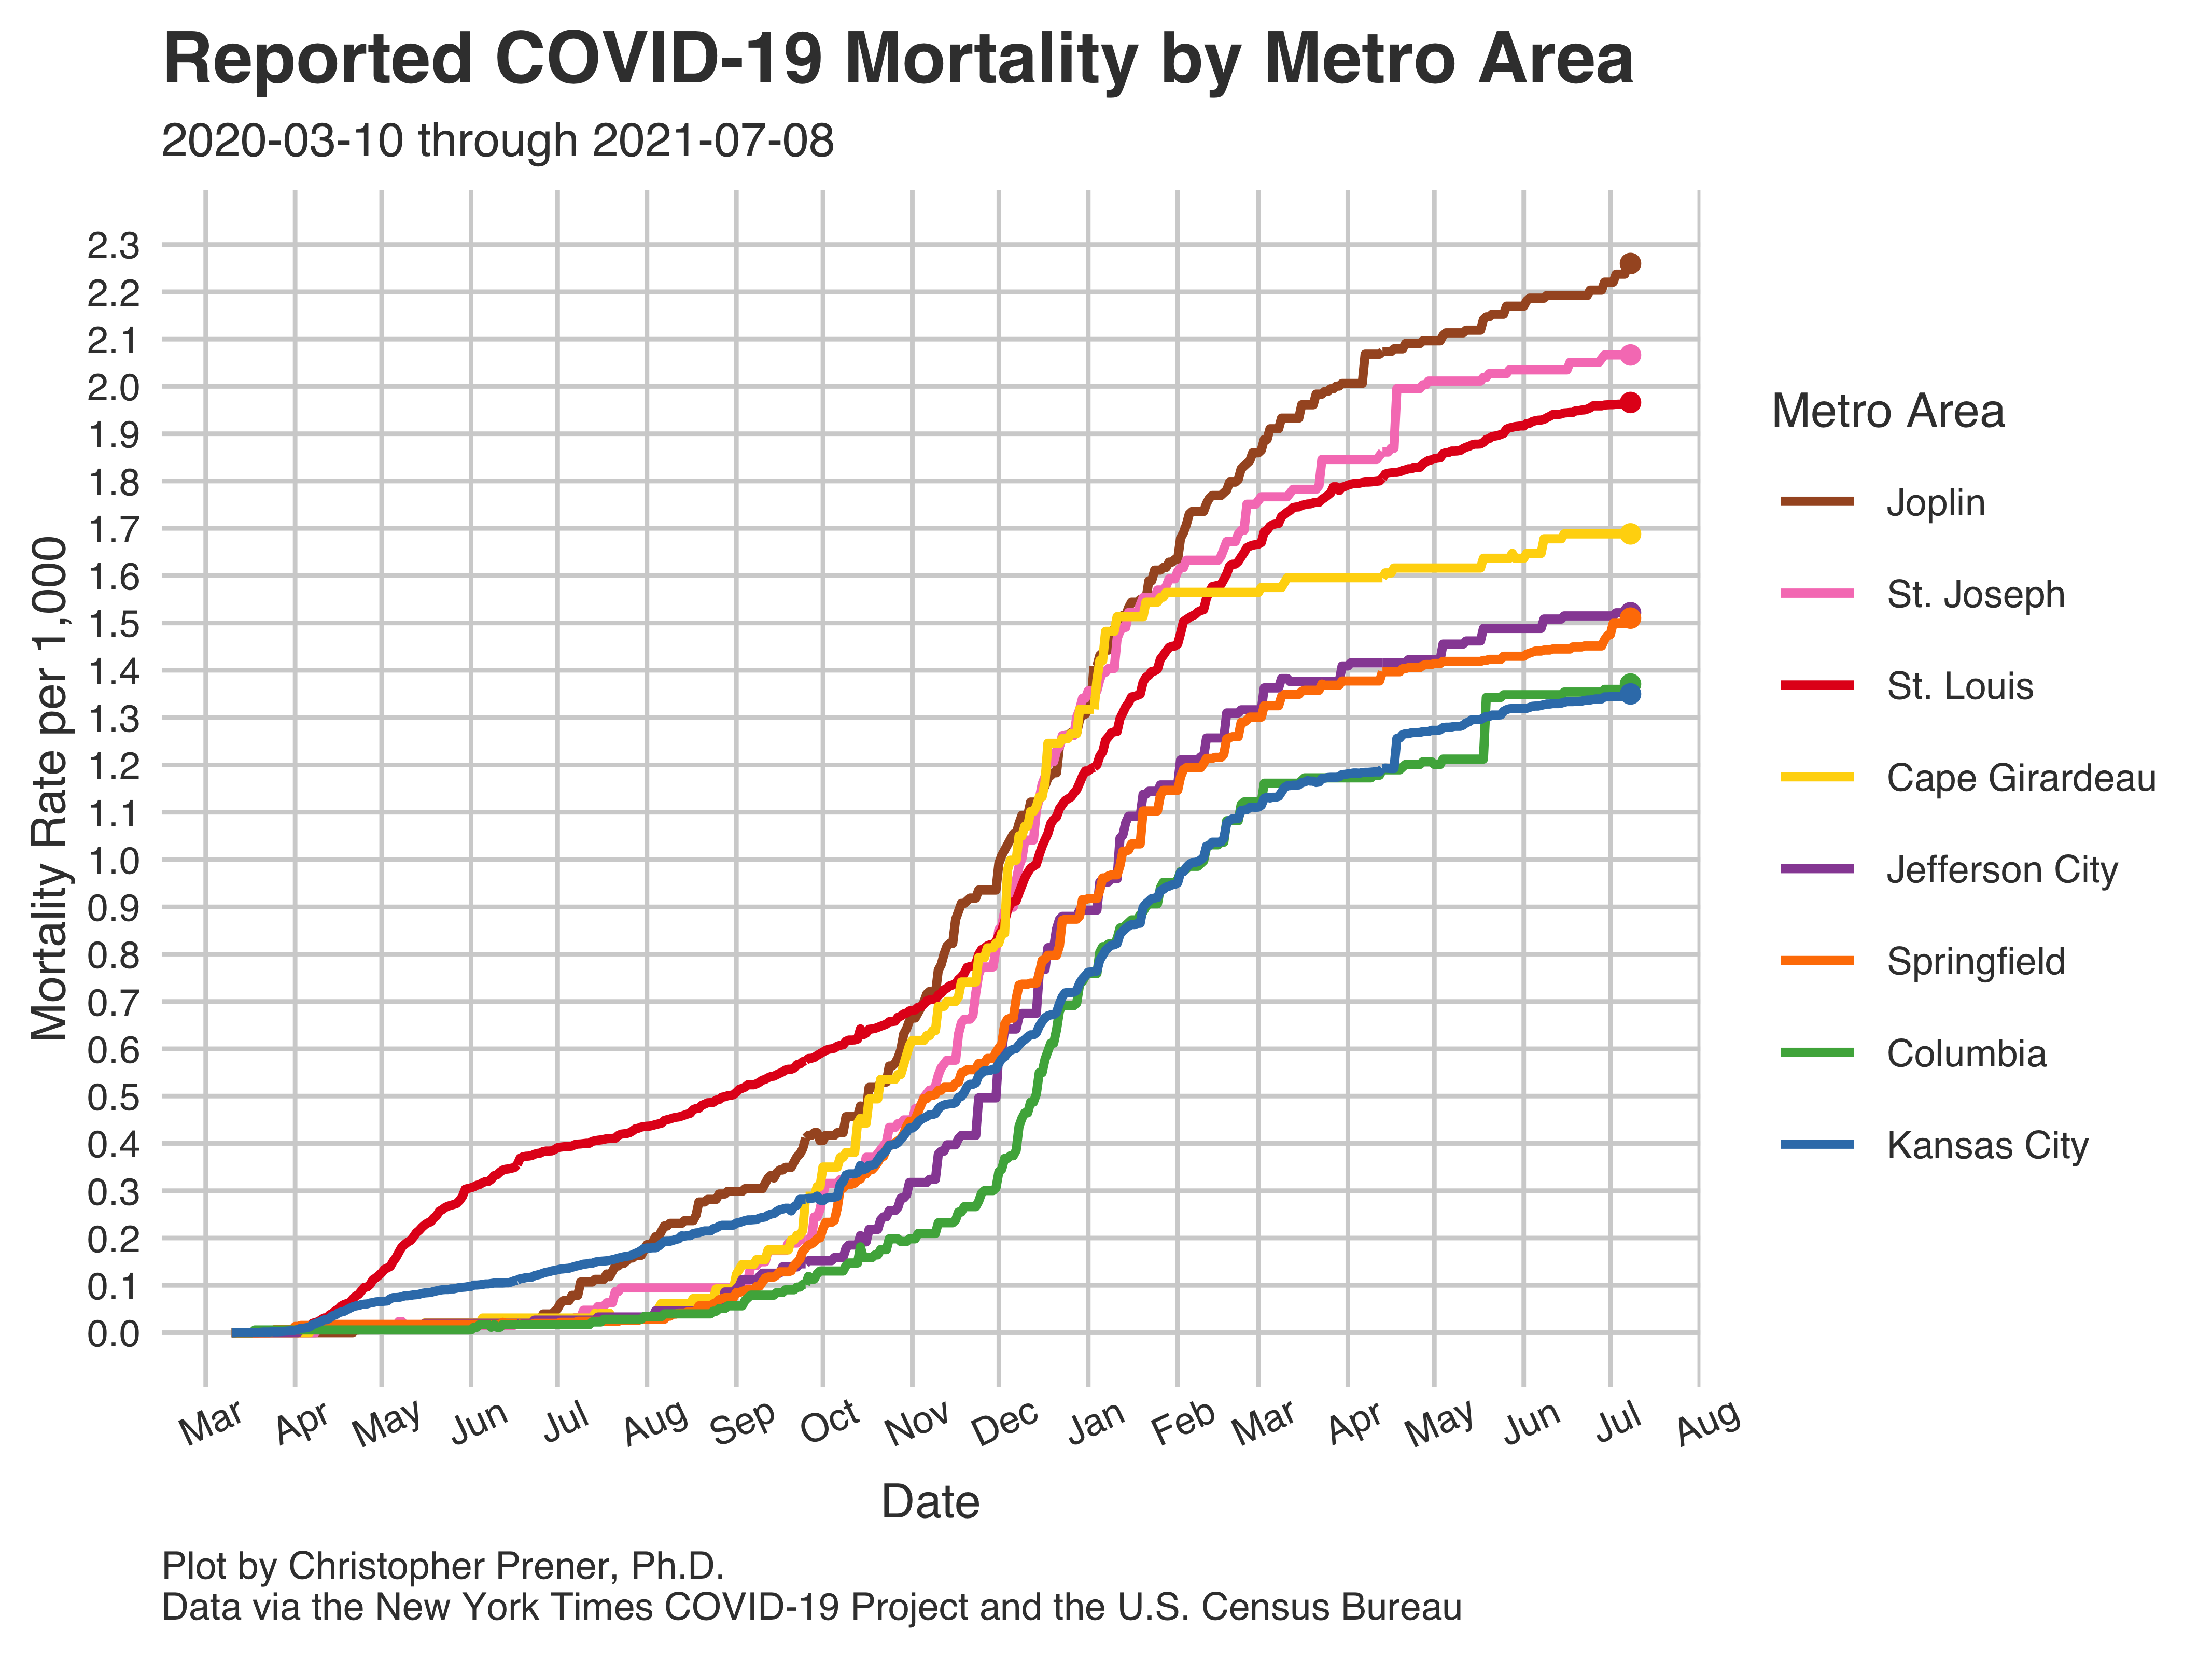 Reported COVID-19 Mortality by Metro Area
2020-03-10 through 2021-07-08
Mortality Rate per 1,000
2.3
2.2
2.1
2.0
1.9
1.8
1.7
1.6
1.5
1.4
1.3
1.2
1.1
1.0
0.9
0.8
0.7
0.6
0.5
0.4
0.3
0.2
0.1
0.0
Mar Apr May Jun Jul Aug Sep Oct Nov Dec Jan Feb Mar Apr May Jun Jul Aug
Date
Metro Area
Joplin
St. Joseph
St. Louis
Cape Girardeau
Jefferson City
Springfield
Columbia
Kansas City
Plot by Christopher Prener, Ph.D.
Data via the New York Times COVID-19 Project and the U.S. Census Bureau